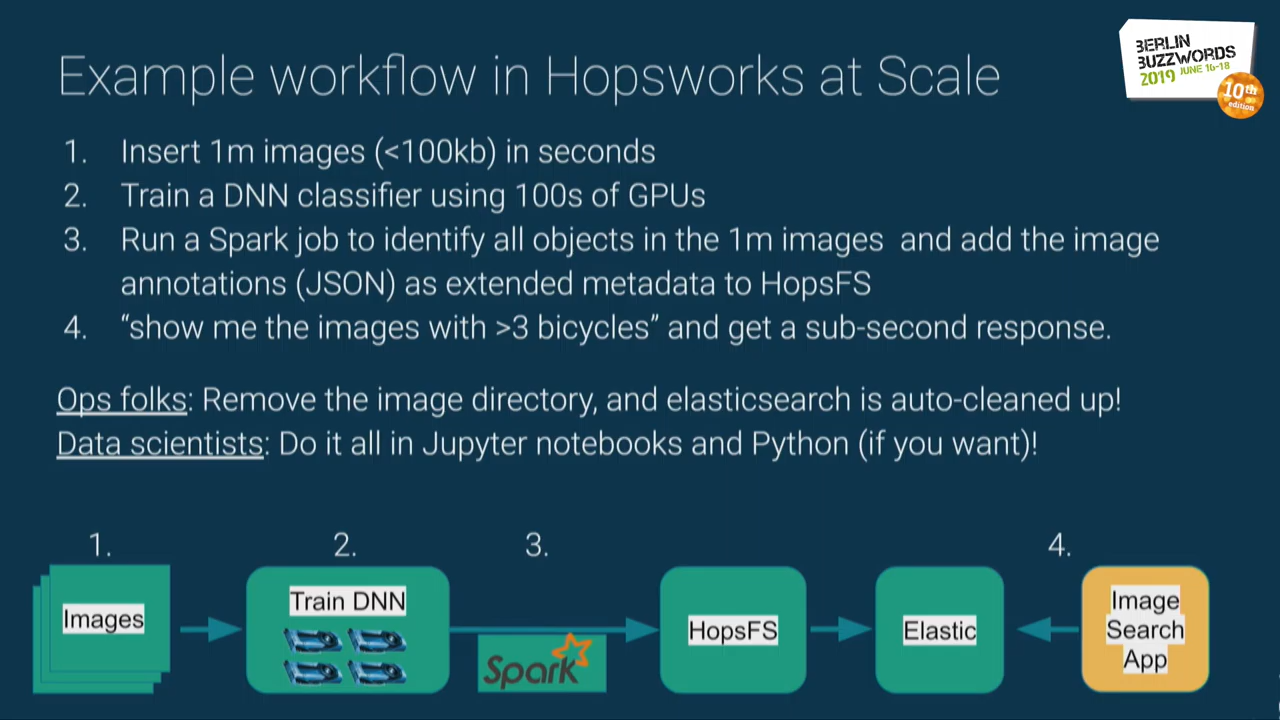 Example workflow in Hopsworks at Scale
BERLIN
BUZZWORDS
2019 JUNE 16-18
10th
edition
1. Insert 1m images (<100kb) in seconds
2. Train a DNN classifier using 100s of GPUs
3. Run a Spark job to identify all objects in the 1m images and add the image
annotations (JSON) as extended metadata to HopsFS
4. “show me the images with >3 bicycles” and get a sub-second response.
Ops folks: Remove the image directory, and elasticsearch is auto-cleaned up!
Data scientists: Do it all in Jupyter notebooks and Python (if you want)!
1. 2. 3. 4.
Images
Train DNN
Spark
HopsFS
Elastic
Image
Search
App